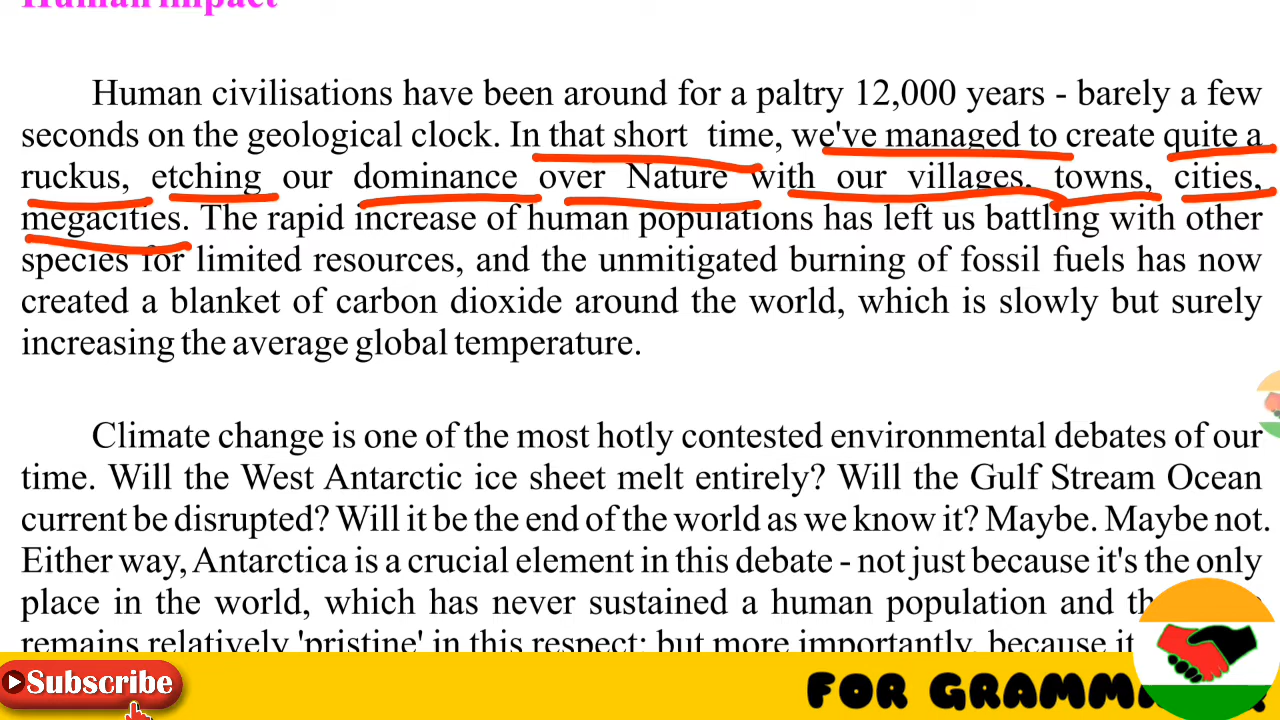 Human impact
Human civilisations have been around for a paltry 12,000 years - barely a few
seconds on the geological clock. In that short time, we've managed to create quite a
ruckus, etching our dominance over Nature with our villages, towns, cities,
megacities. The rapid increase of human populations has left us battling with other
species for limited resources, and the unmitigated burning of fossil fuels has now
created a blanket of carbon dioxide around the world, which is slowly but surely
increasing the average global temperature.
Climate change is one of the most hotly contested environmental debates of our
time. Will the West Antarctic ice sheet melt entirely? Will the Gulf Stream Ocean
current be disrupted? Will it be the end of the world as we know it? Maybe. Maybe not.
Either way, Antarctica is a crucial element in this debate - not just because it's the only
place in the world, which has never sustained a human population and
remains relatively 'pristine' in this respect; but more importantly, because it
Subscribe
FOR GRAMMA